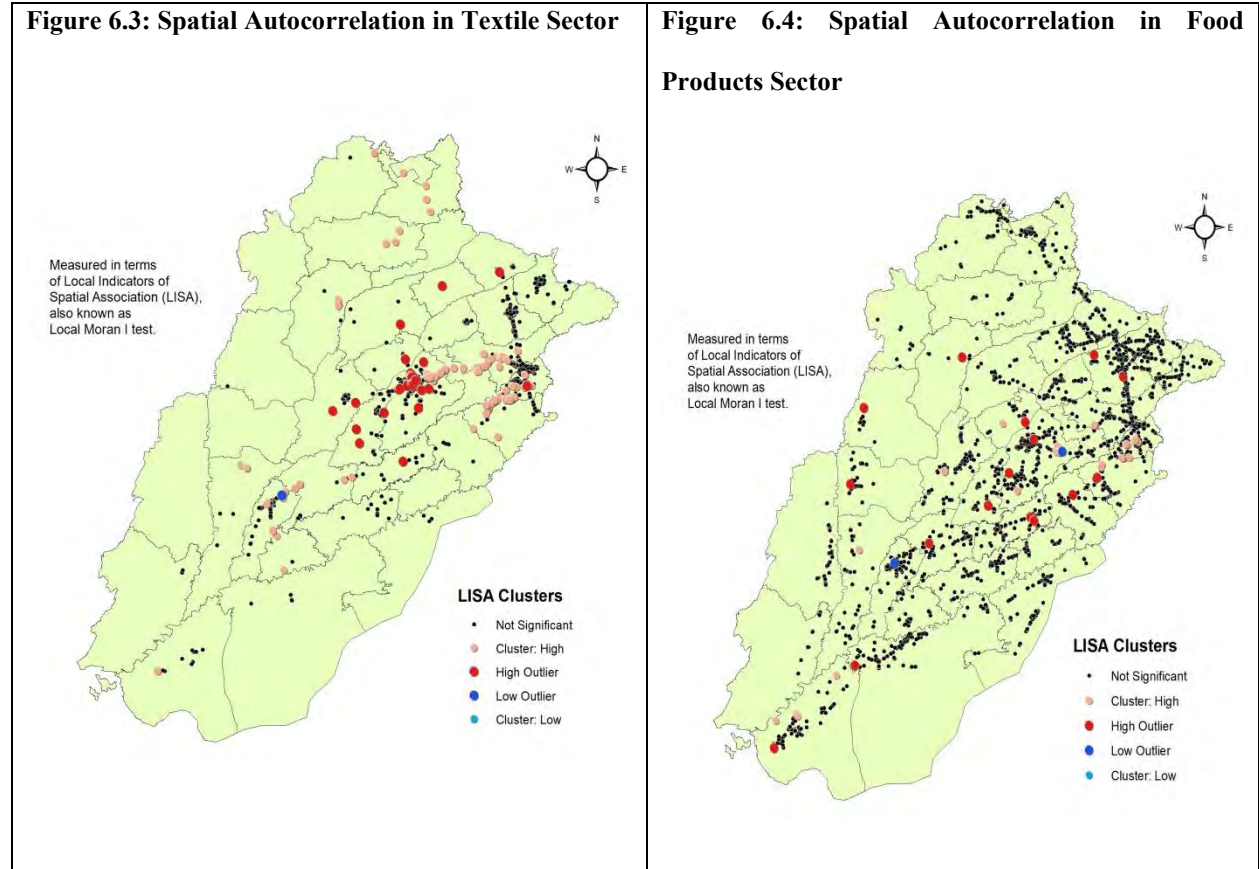 Figure 6.3: Spatial Autocorrelation in Textile Sector
N
W
E
S
Measured in terms
of Local Indicators of
Spatial Association (LISA),
also known as
Local Moran I test.
LISA Clusters
Not Significant
Cluster: High
High Outlier
Low Outlier
Cluster: Low
Figure 6.4: Spatial Autocorrelation in Food
Products Sector
N
W
E
S
Measured in terms
of Local Indicators of
Spatial Association (LISA),
also known as
Local Moran I test.
LISA Clusters
Not Significant
Cluster: High
High Outlier
Low Outlier
Cluster: Low